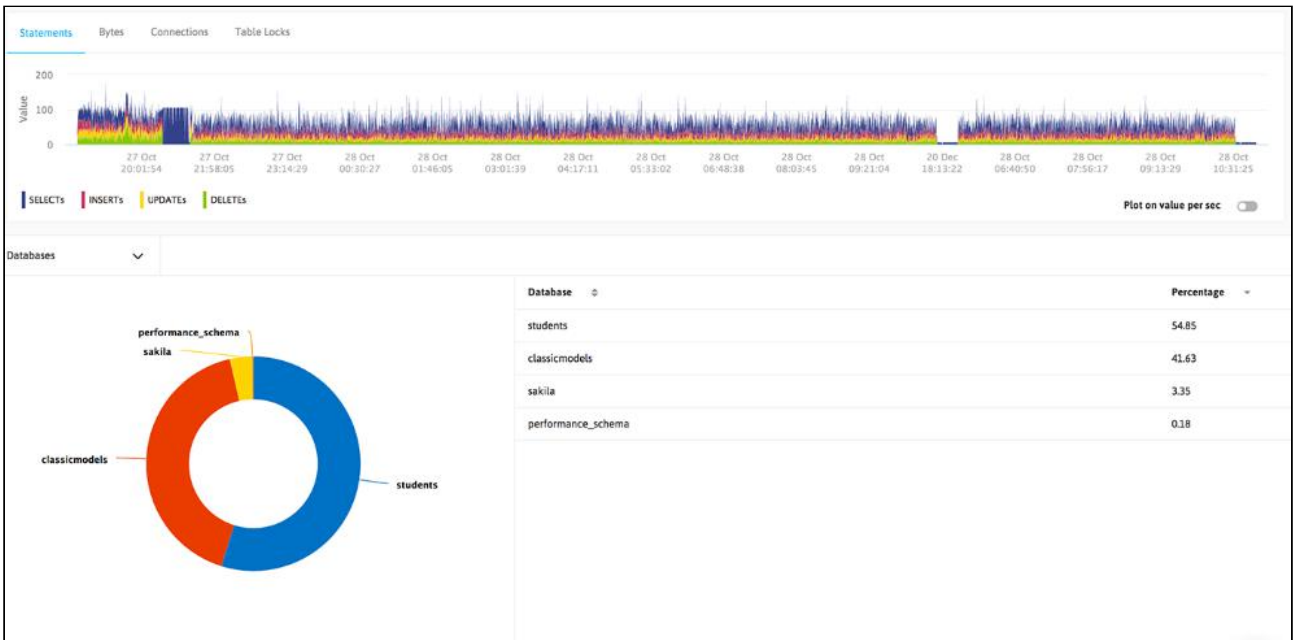 Statements Bytes Connections Table Locks
200
Value
100
0
27 Oct 27 Oct 27 Oct 28 Oct 28 Oct 28 Oct 28 Oct 28 Oct 28 Oct 28 Oct 28 Oct 20 Dec 28 Oct 28 Oct 28 Oct 28 Oct
20:01:54 21:58:05 23:14:29 00:30:27 01:46:05 03:01:39 04:17:11 05:33:02 06:48:38 08:03:45 09:21:04 18:13:22 06:40:50 07:56:17 09:13:29 10:31:25
SELECTs INSERTs UPDATEs DELETEs
Plot on value per sec
Databases
Database Percentage
students 54.85
classicmodels 41.63
sakila 3.35
performance_schema 0.18
performance_schema
sakila
classicmodels
students